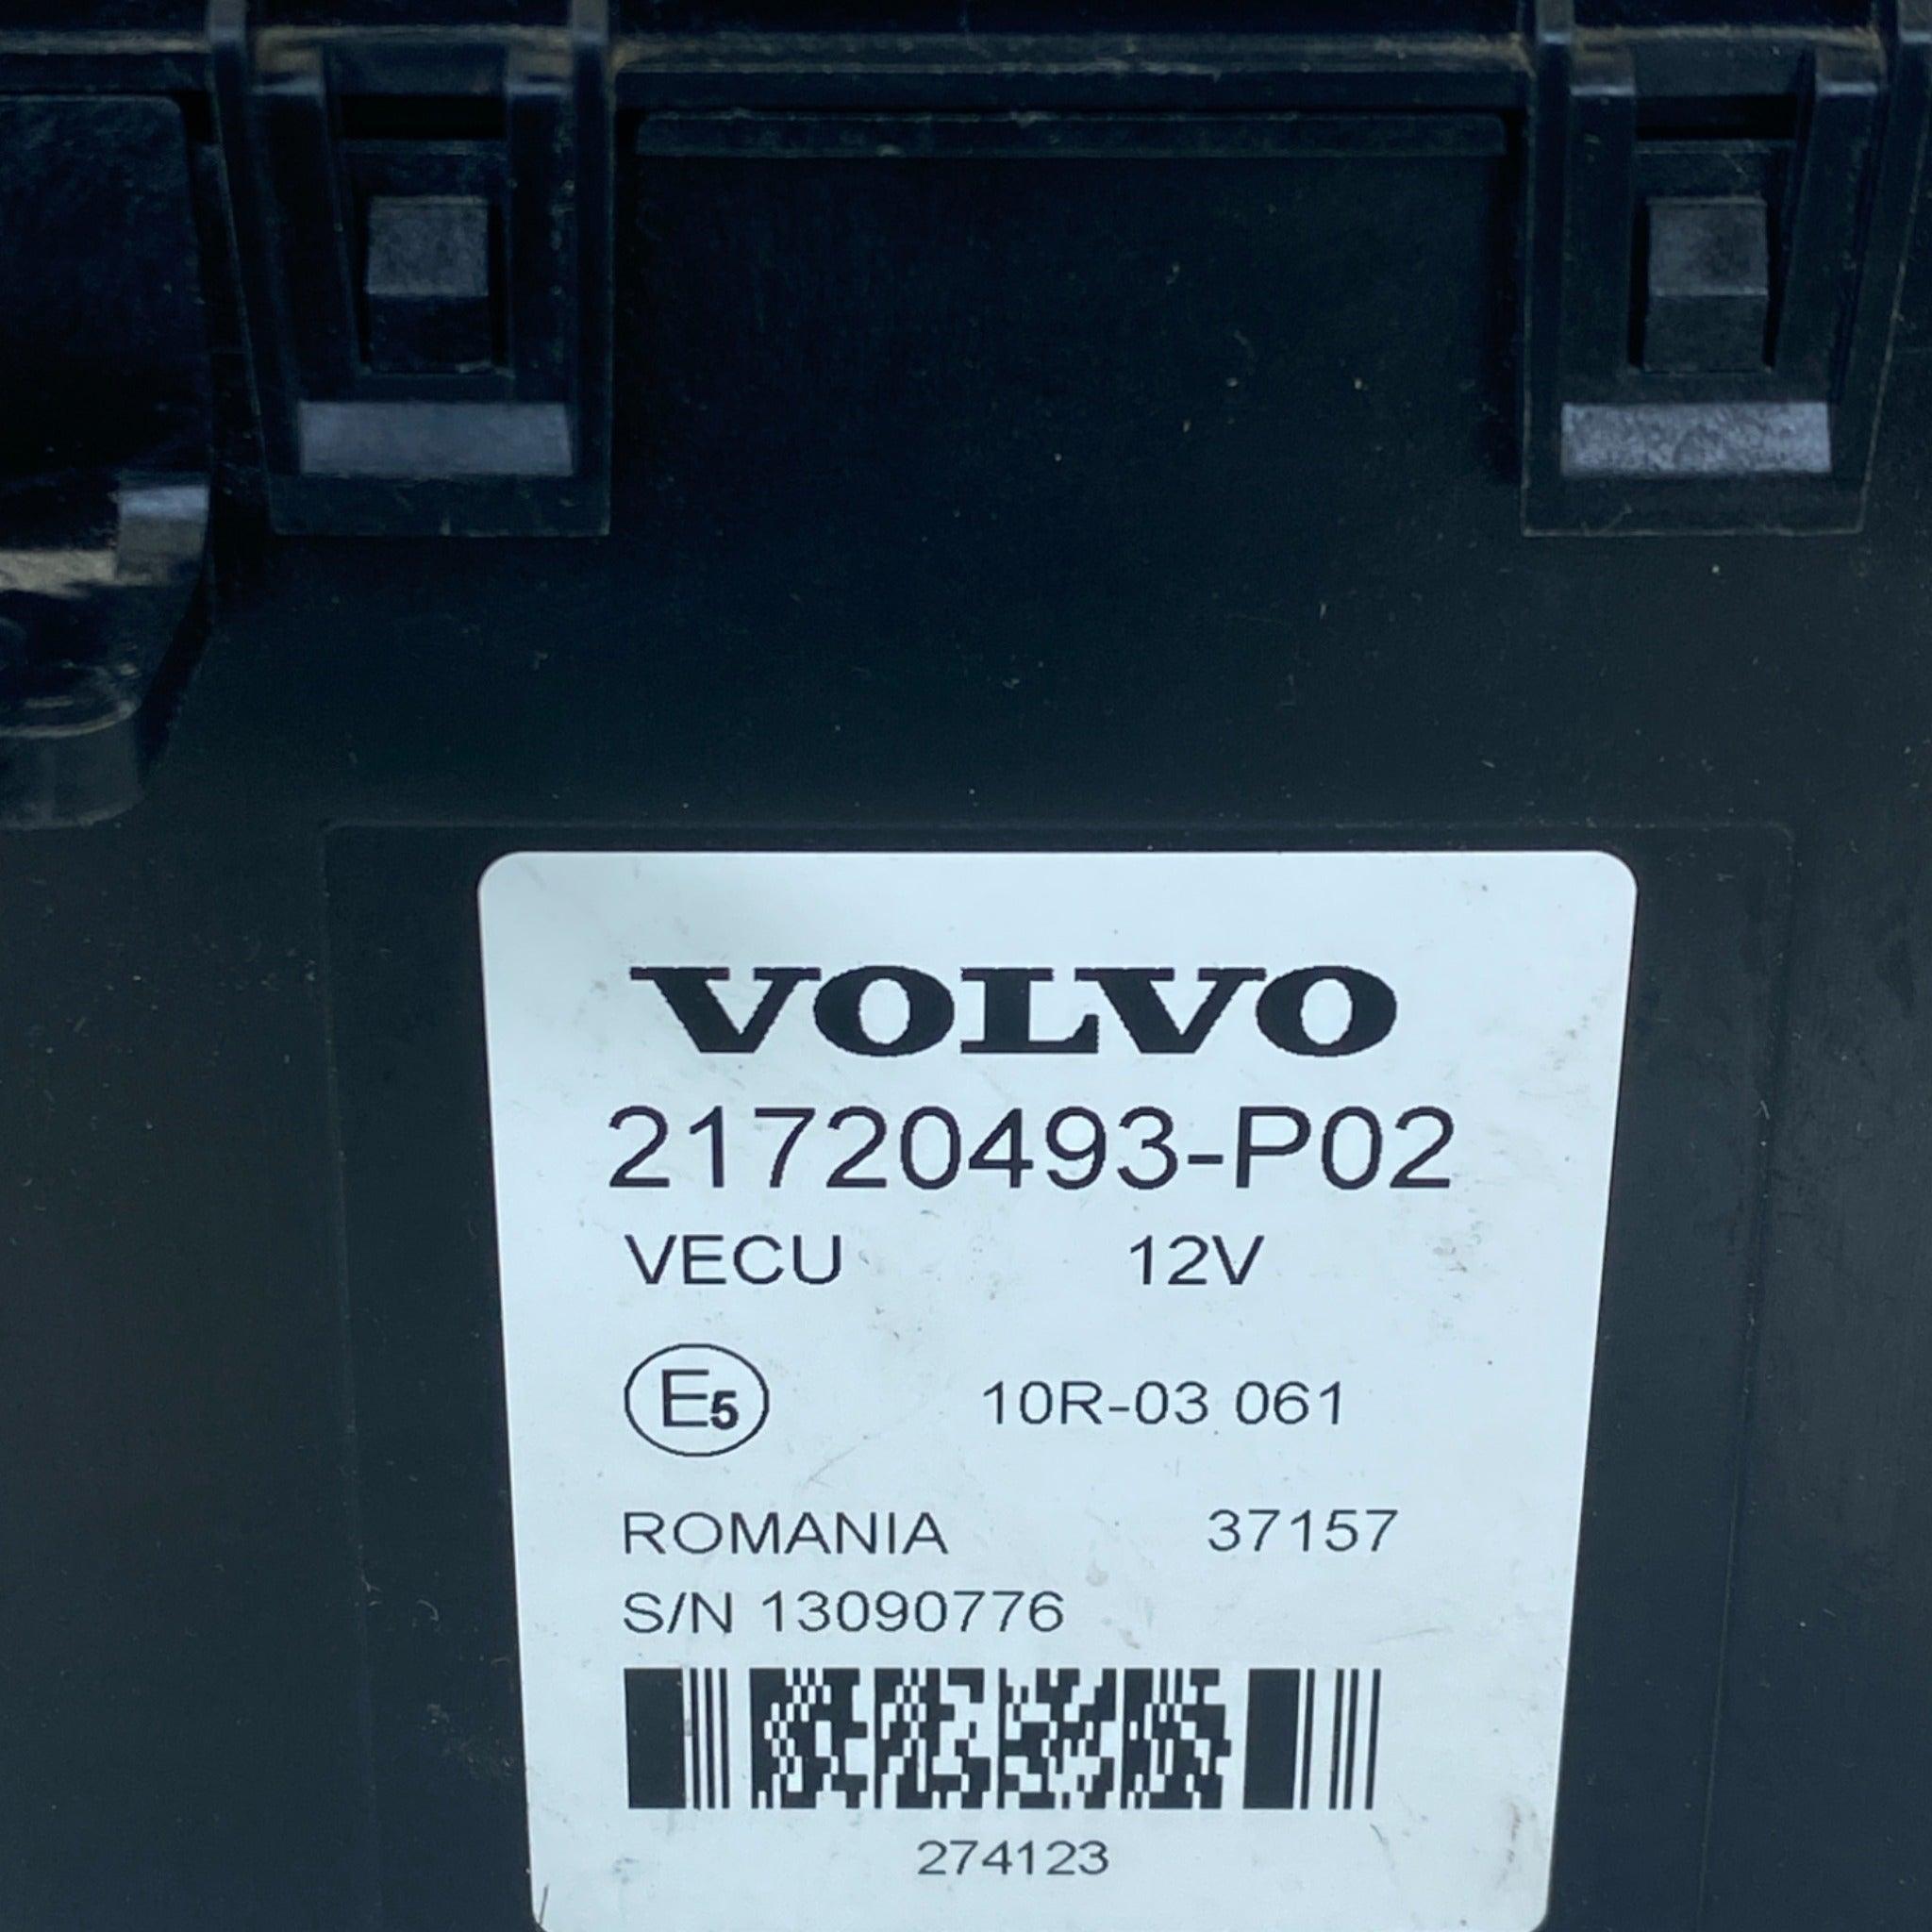 VOLVO
21720493-P02
VECU 12V
E5 10R-03 061
ROMANIA 37157
S/N 13090776
274123